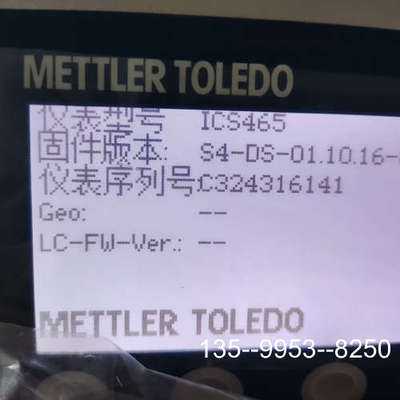 METTLER TOLEDO
仪表型号 ICS465
固件版本: S4-DS-01.10.16-
仪表序列号:C324316141
Geo: --
LC-FW-Ver.: --
METTLER TOLEDO
135--9953--8250